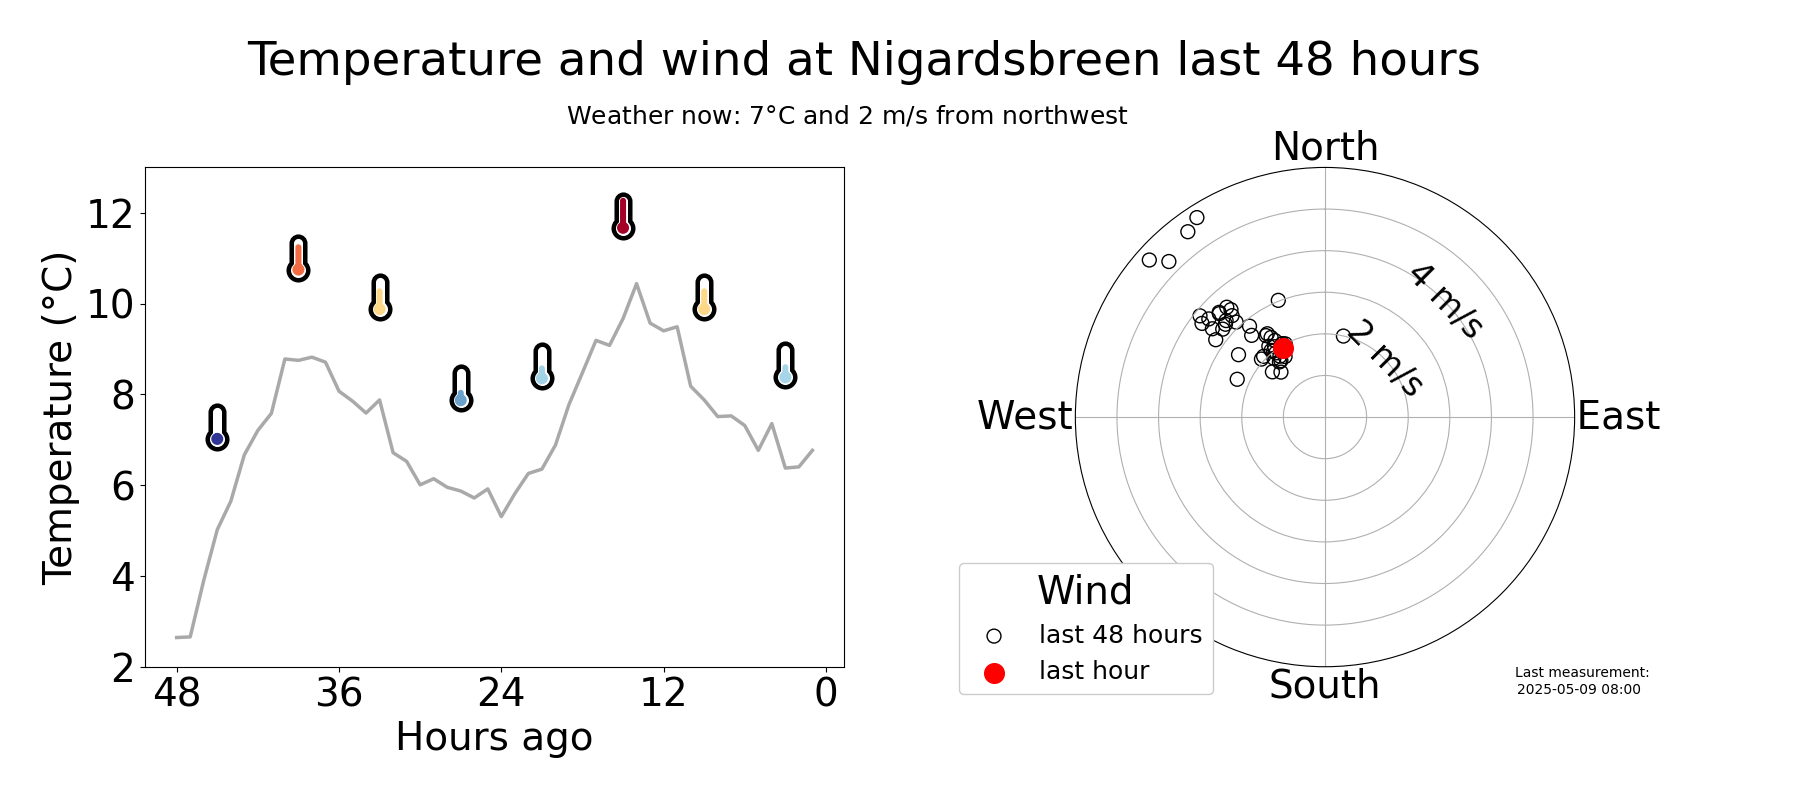 Temperature and wind at Nigardsbreen last 48 hours
Weather now: 7°C and 2 m/s from northwest
Temperature (°C)
12
10
8
6
4
2
48 36 24 12 0
Hours ago
North
West
East
South
4 m/s
2 m/s
Wind
last 48 hours
last hour
Last measurement:
2025-05-09 08:00